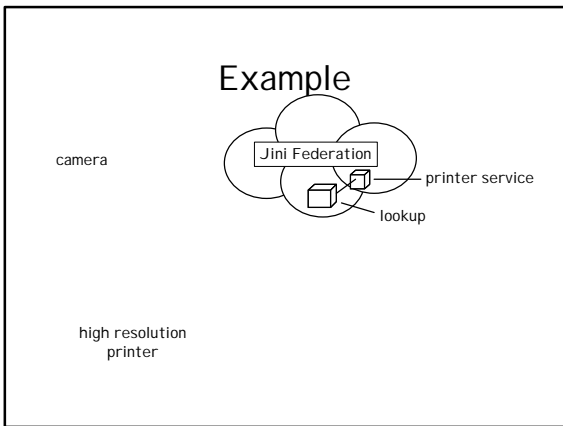 Example
Jini Federation
camera
printer service
lookup
high resolution
printer